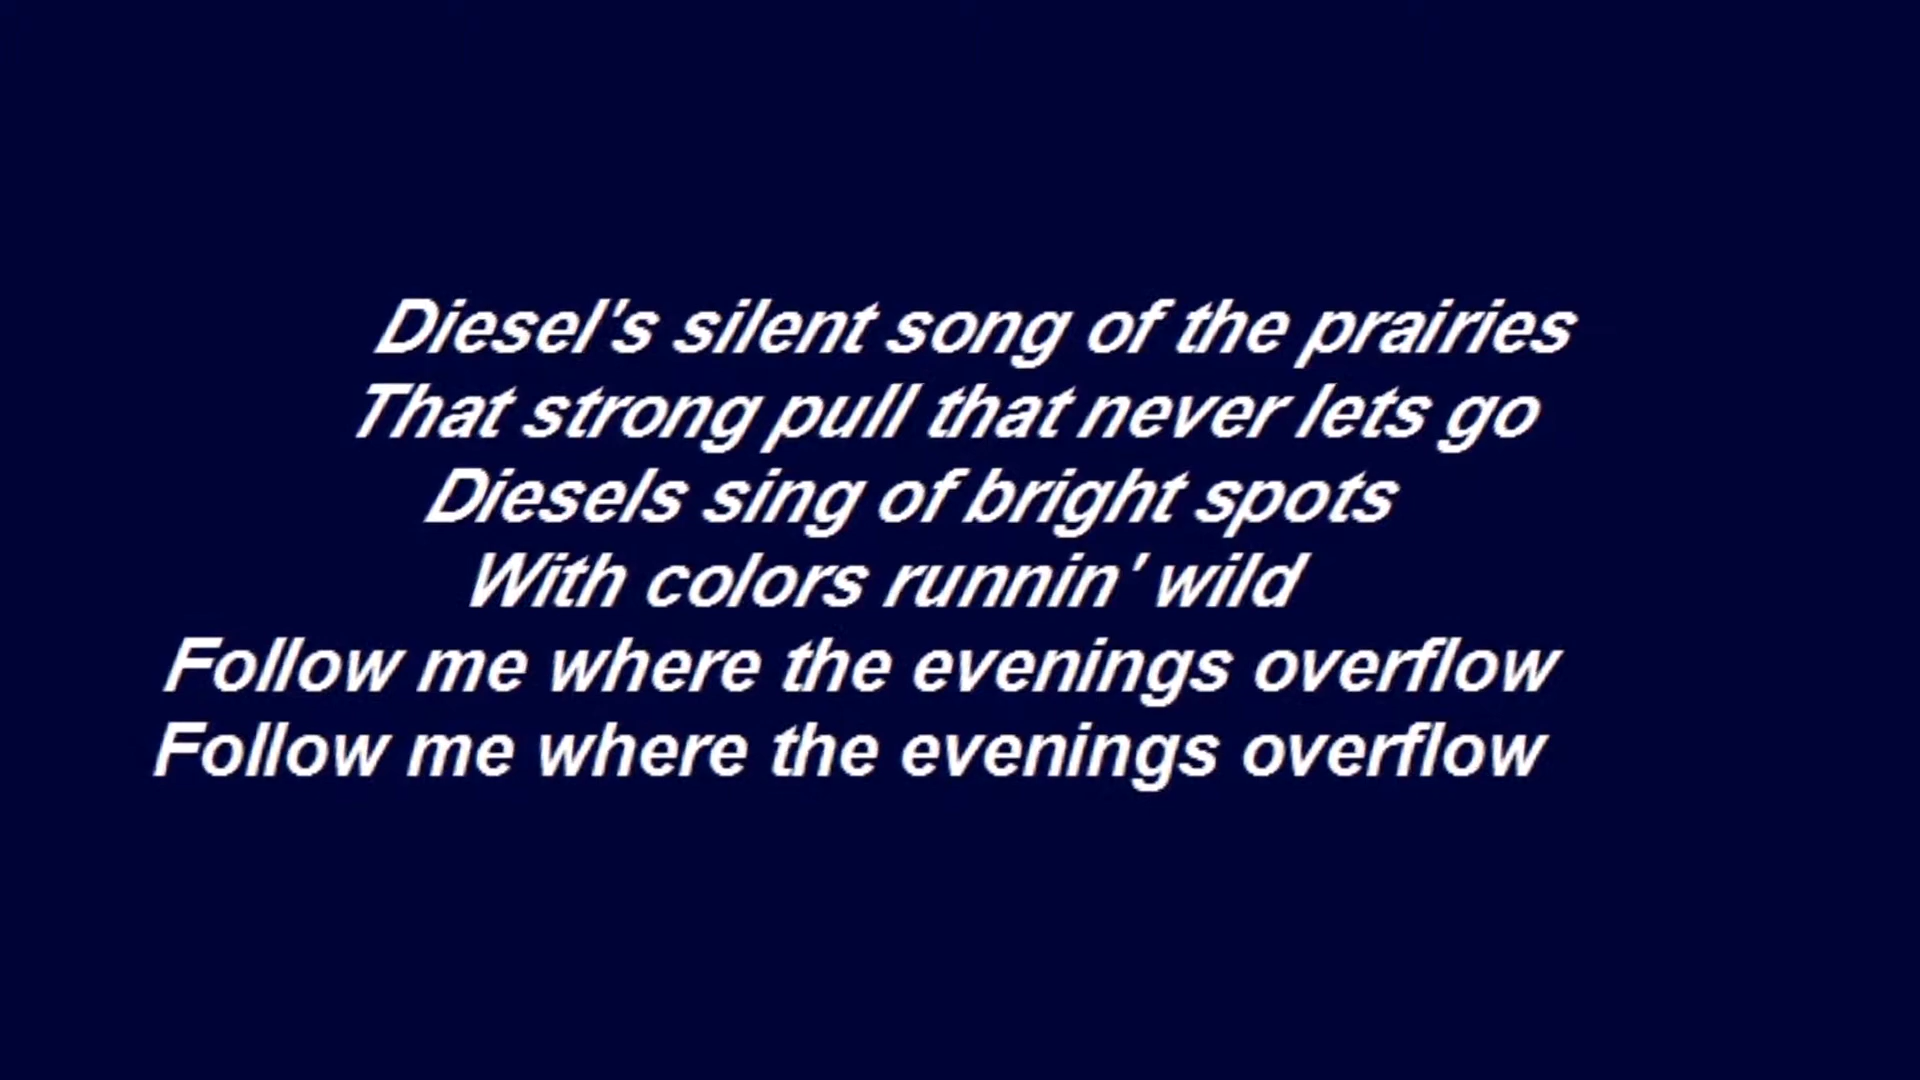 Diesel's silent song of the prairies
That strong pull that never lets go
Diesels sing of bright spots
With colors runnin' wild
Follow me where the evenings overflow
Follow me where the evenings overflow